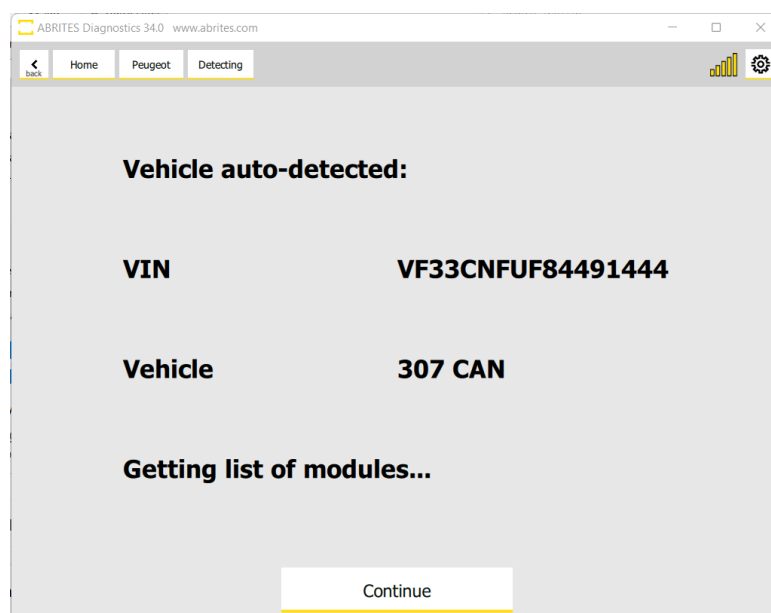 ABRITES Diagnostics 34.0 www.abrites.com
back Home Peugeot Detecting
Vehicle auto-detected:
VIN VF33CNFUF84491444
Vehicle 307 CAN
Getting list of modules...
Continue